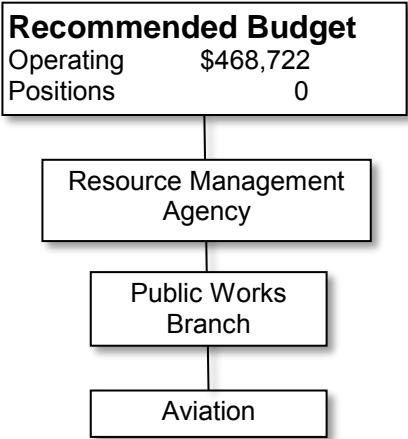 Recommended Budget
Operating $468,722
Positions 0
Resource Management
Agency
Public Works
Branch
Aviation